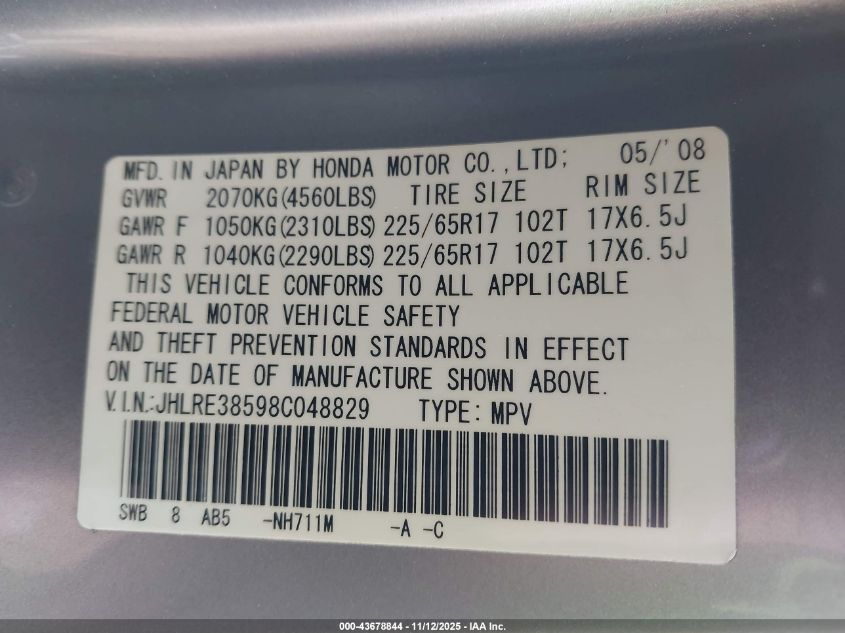 MFD. IN JAPAN BY HONDA MOTOR CO.,LTD; 05/'08
GVWR 2070KG(4560LBS) TIRE SIZE RIM SIZE
GAWR F 1050KG(2310LBS) 225/65R17 102T 17X6.5J
GAWR R 1040KG(2290LBS) 225/65R17 102T 17X6.5J
THIS VEHICLE CONFORMS TO ALL APPLICABLE
FEDERAL MOTOR VEHICLE SAFETY
AND THEFT PREVENTION STANDARDS IN EFFECT
ON THE DATE OF MANUFACTURE SHOWN ABOVE.
V.I.N.:JHLRE38598C048829 TYPE: MPV
SWB 8 AB5 -NH711M -A -C
000-43678844 - 11/12/2025 - IAA Inc.